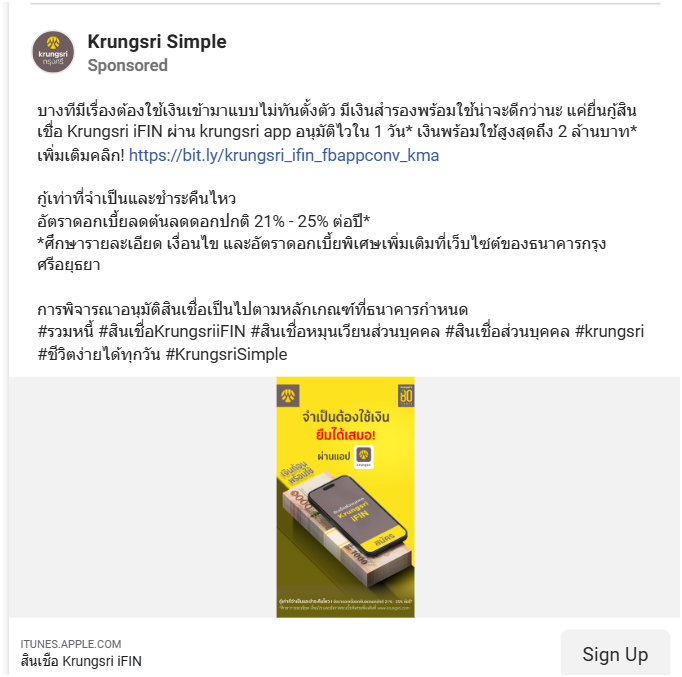 Krungsri Simple
Sponsored
krungsri
กรุงศรี
บางทีมีเรื่องต้องใช้เงินเข้ามาแบบไม่ทันตั้งตัว มีเงินสำรองพร้อมใช้น่าจะดีกว่านะ แค่ยื่นกู้สิน
เชื่อ Krungsri iFIN ผ่าน krungsri app อนุมัติไวใน 1 วัน* เงินพร้อมใช้สูงสุดถึง 2 ล้านบาท*
เพิ่มเติมคลิก! https://bit.ly/krungsri_ifin_fbappconv_kma
กู้เท่าที่จำเป็นและชำระคืนไหว
อัตราดอกเบี้ยลดต้นลดดอกปกติ 21% - 25% ต่อปี*
*ศึกษารายละเอียด เงื่อนไข และอัตราดอกเบี้ยพิเศษเพิ่มเติมที่เว็บไซต์ของธนาคารกรุง
ศรีอยุธยา
การพิจารณาอนุมัติสินเชื่อเป็นไปตามหลักเกณฑ์ที่ธนาคารกำหนด
#รวมหนี้ #สินเชื่อKrungsriiFIN #สินเชื่อหมุนเวียนส่วนบุคคล #สินเชื่อส่วนบุคคล #krungsri
#ชีวิตง่ายได้ทุกวัน #KrungsriSimple
จำเป็นต้องใช้เงิน
ยืมได้เสมอ!
ผ่านแอป
krungsri
พร้อมใช้
สินเชื่อส่วนบุคคล
Krungsri
iFIN
สมัคร
1000
1000
ITUNES.APPLE.COM
สินเชื่อ Krungsri iFIN
Sign Up